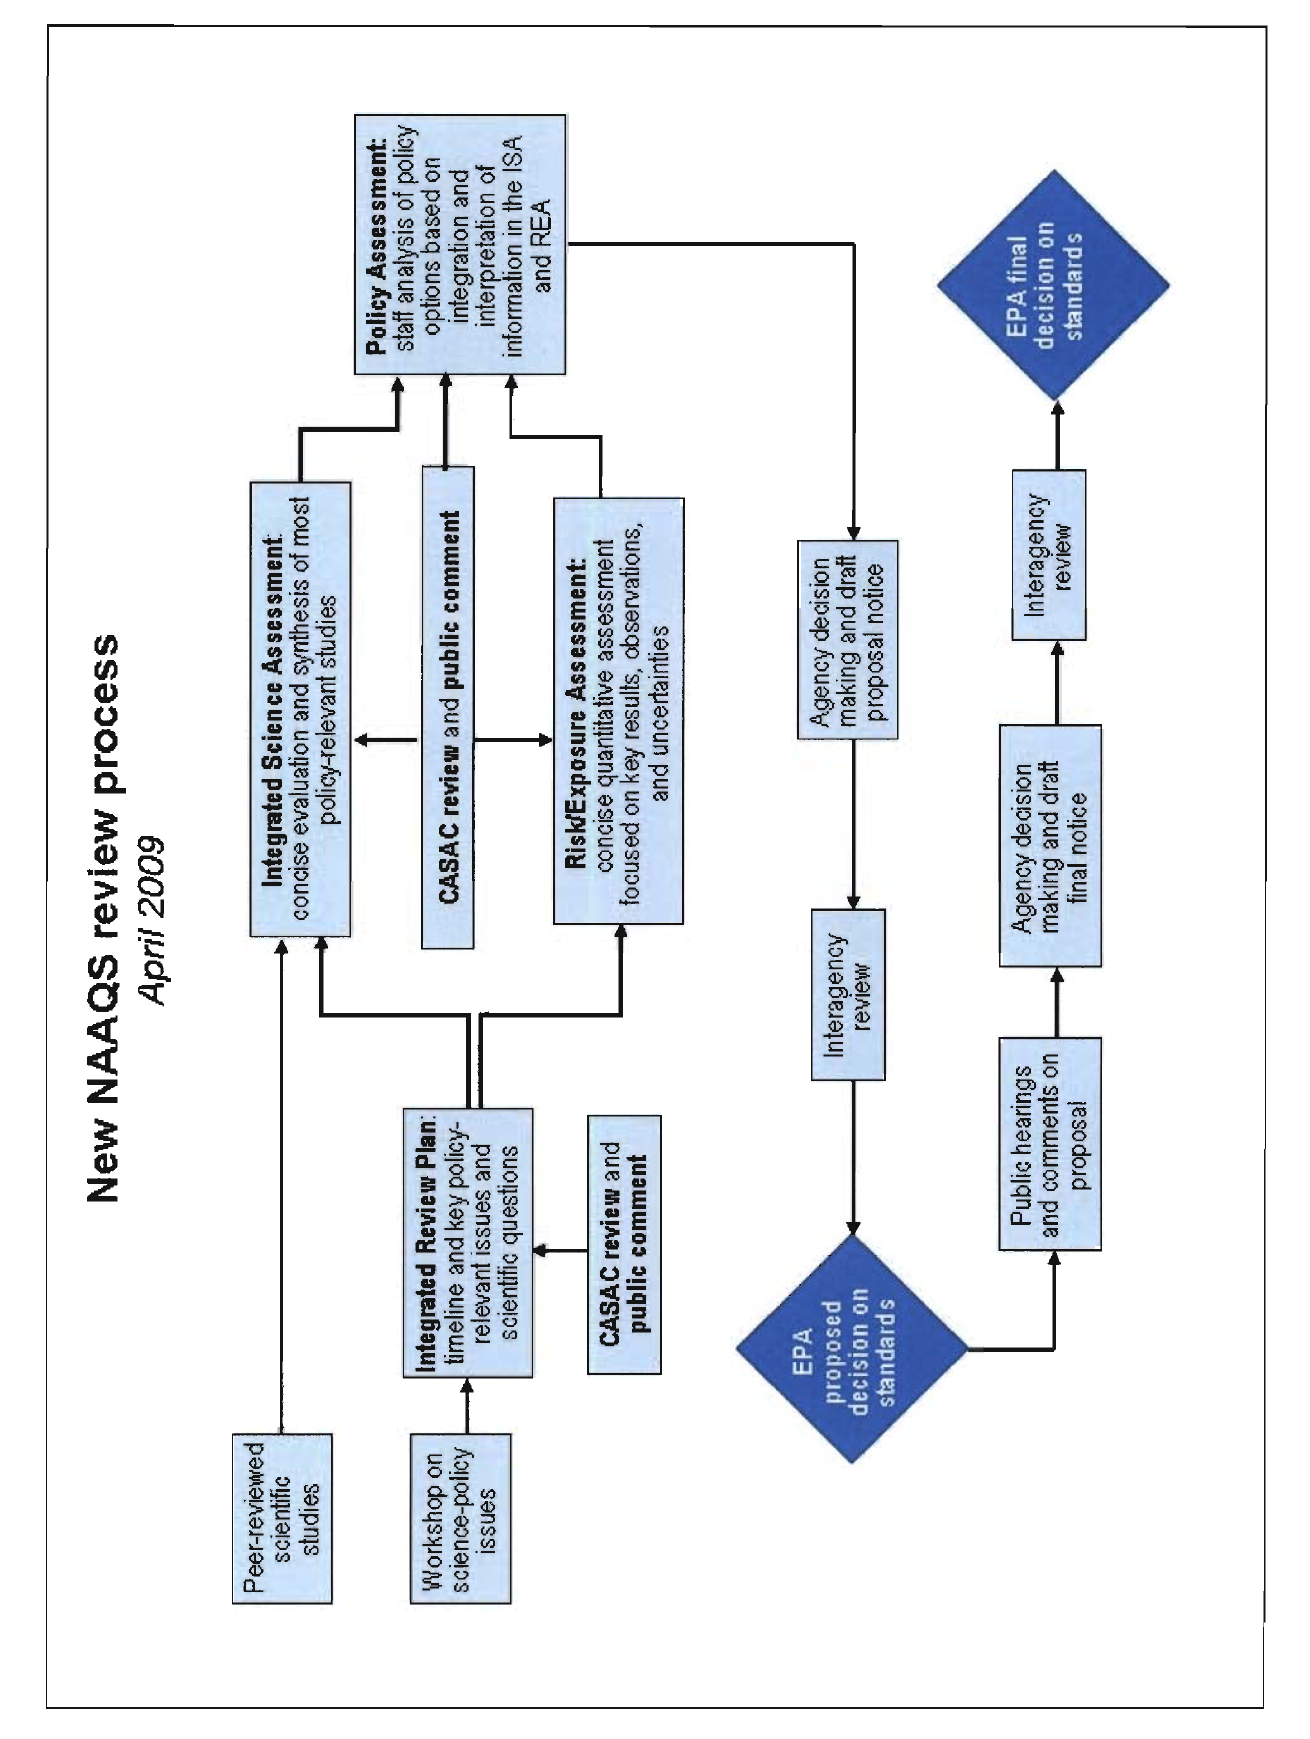 New NAAQS review process
April 2009
Peer-reviewed
scientific
studies
Workshop on
science-policy
issues
Integrated Review Plan:
timeline and key policy-
relevant issues and
scientific questions
CASAC review and
public comment
Integrated Science Assessment:
concise evaluation and synthesis of most
policy-relevant studies
CASAC review and public comment
Risk/Exposure Assessment:
concise quantitative assessment
focused on key results, observations,
and uncertainties
Policy Assessment:
staff analysis of policy
options based on
integration and
interpretation of
information in the ISA
and REA
Agency decision
making and draft
proposal notice
Interagency
review
EPA
proposed
decision on
standards
Public hearings
and comments on
proposal
Agency decision
making and draft
final notice
Interagency
review
EPA final
decision on
standards